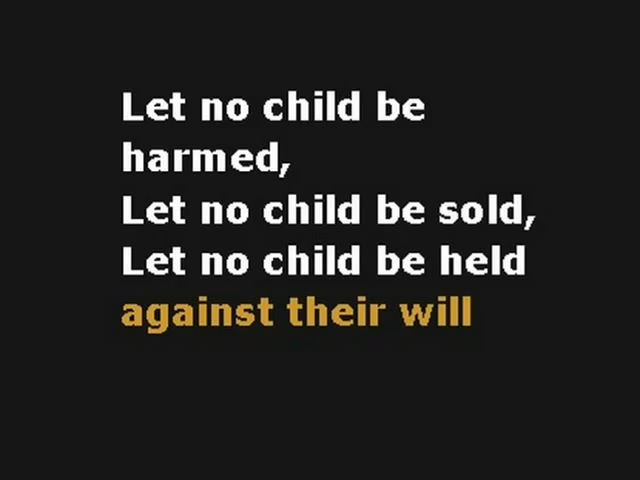 Let no child be
harmed,
Let no child be sold,
Let no child be held
against their will